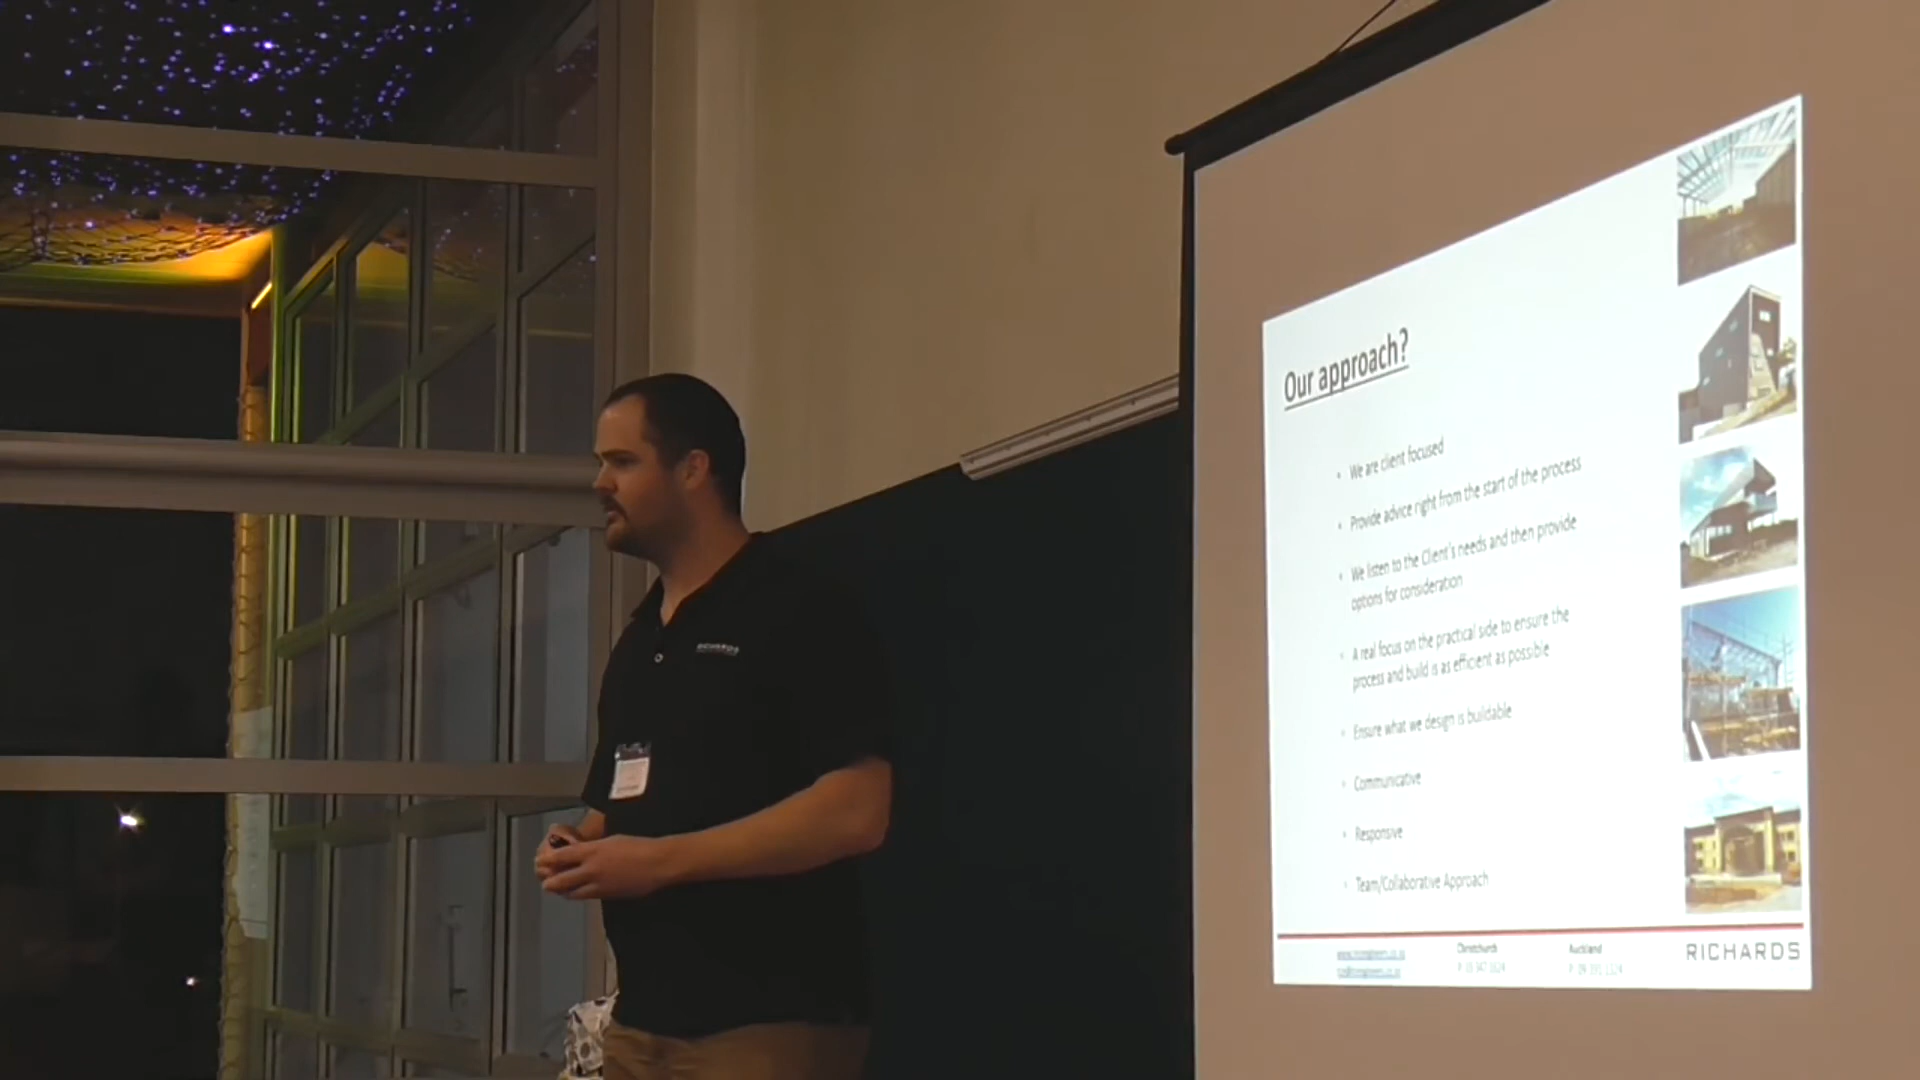 Our approach?
We are client focused
Provide advice right from the start of the process
We listen to the Client's needs and then provide
options for consideration
A real focus on the practical side to ensure the
process and build is as efficient as possible
Ensure what we design is buildable
Communicative
Responsive
Team/Collaborative Approach
Christchurch
Auckland
RICHARDS
RICHARDS